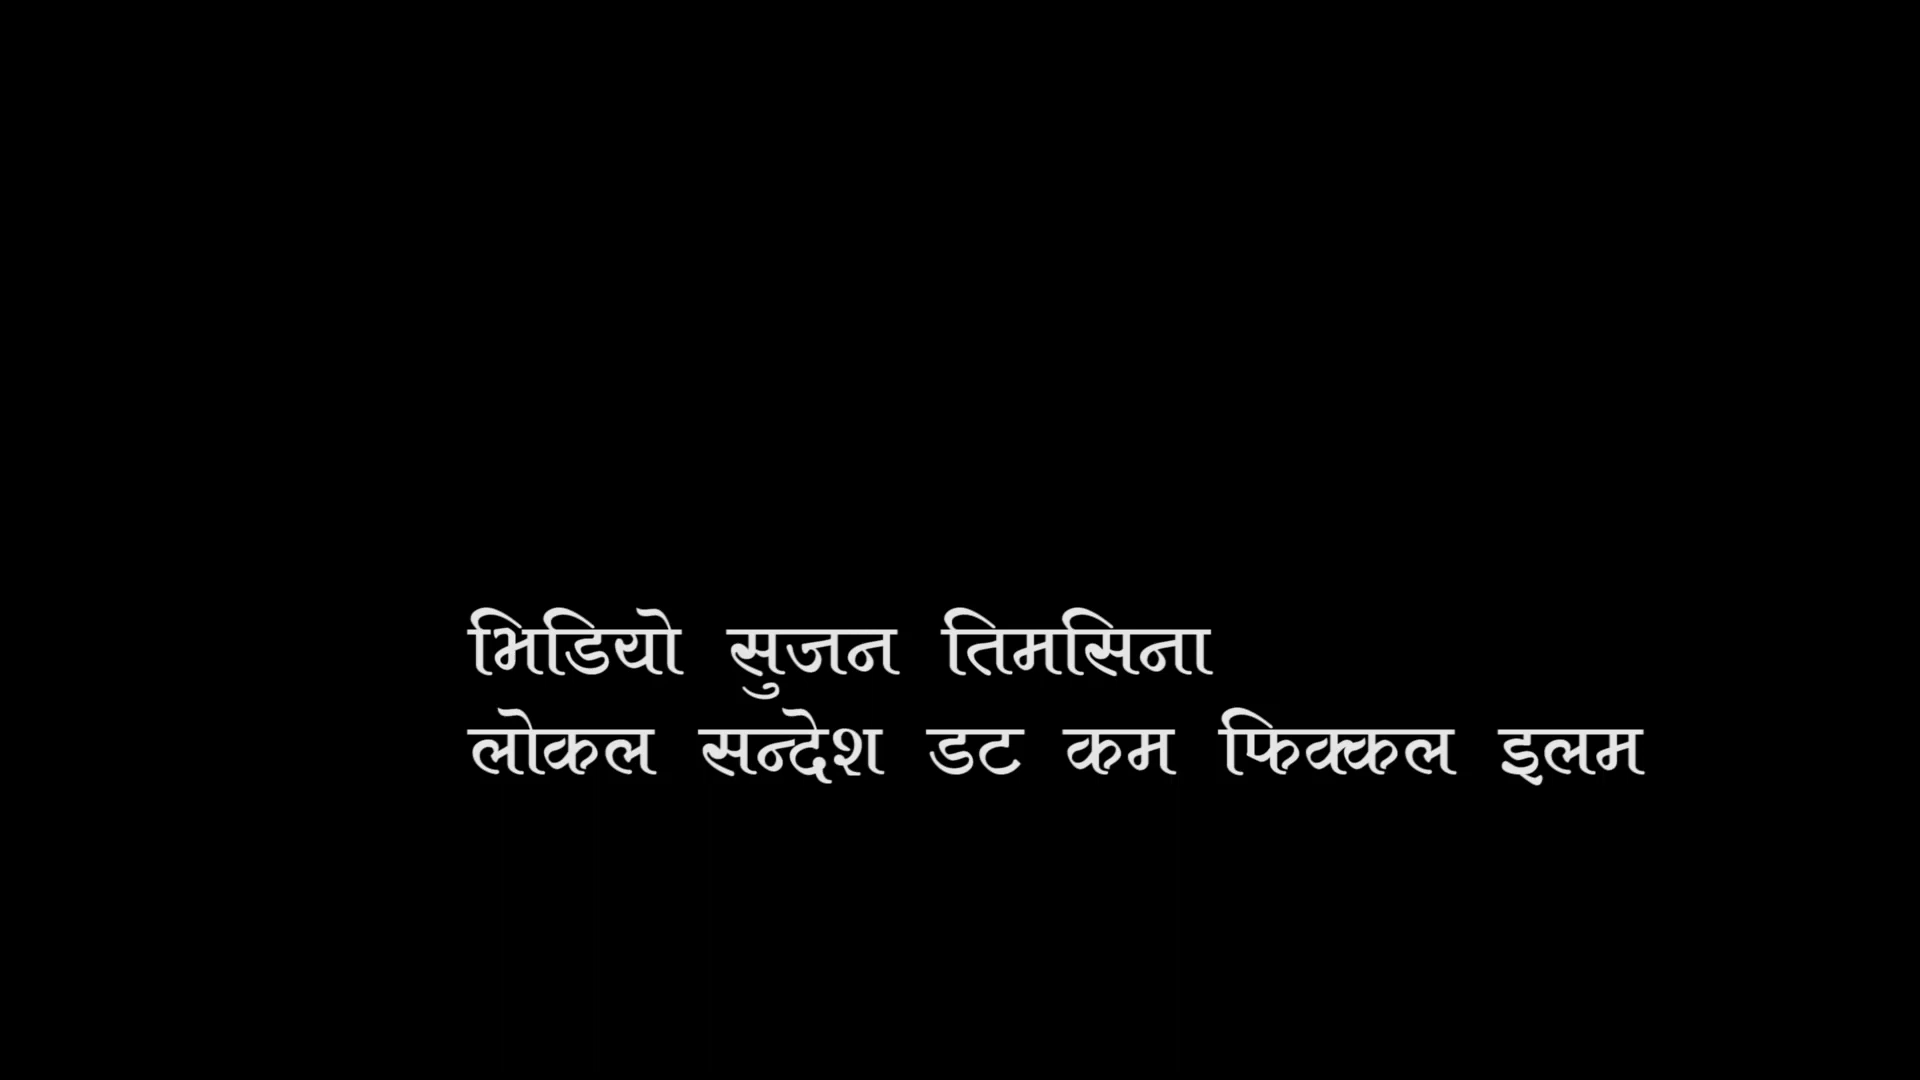 भिडियो सुजन तिमसिना
लोकल सन्देश डट कम फिक्कल इलम